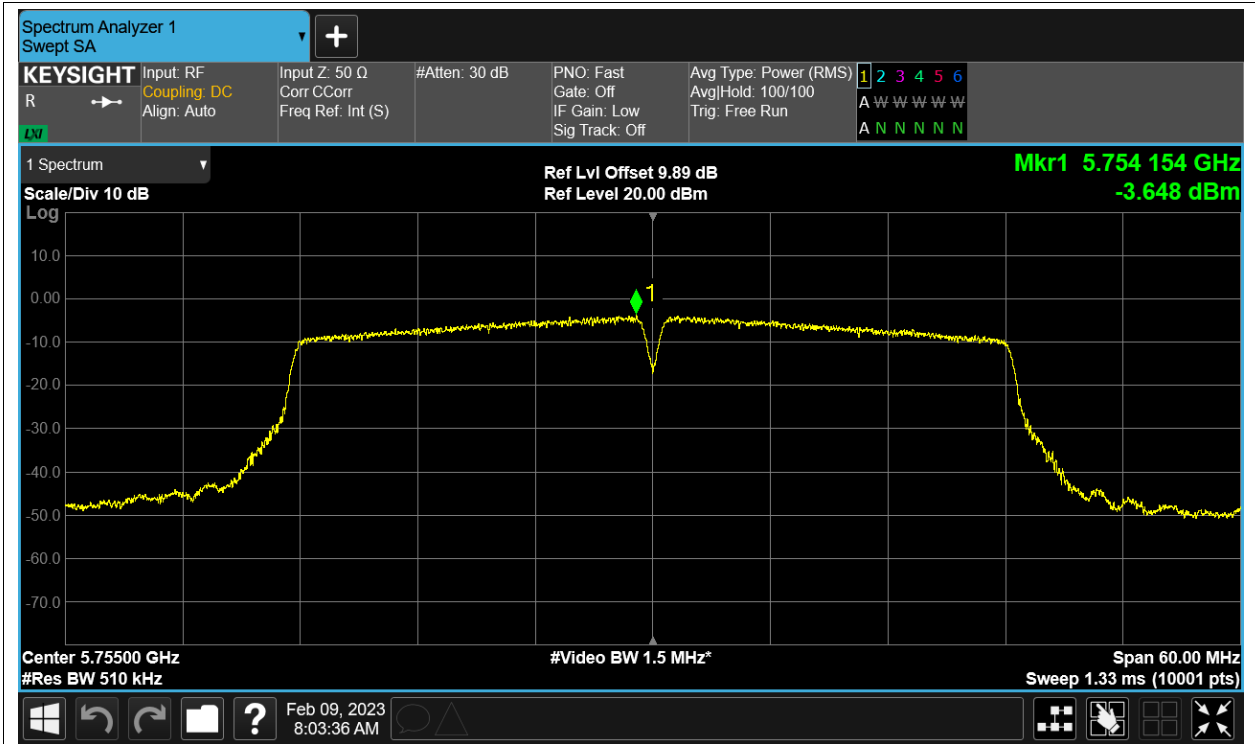 Spectrum Analyzer 1
Swept SA
+
KEYSIGHT
R
LXI
Input: RF
Coupling: DC
Align: Auto
Input Z: 50 Ω
Corr CCorr
Freq Ref: Int (S)
#Atten: 30 dB
PNO: Fast
Gate: Off
IF Gain: Low
Sig Track: Off
Avg Type: Power (RMS)
Avg|Hold: 100/100
Trig: Free Run
1 2 3 4 5 6
A W W W W W
A N N N N N
1 Spectrum
Scale/Div 10 dB
Log
Ref Lvl Offset 9.89 dB
Ref Level 20.00 dBm
Mkr1 5.754 154 GHz
-3.648 dBm
10.0
0.00
-10.0
-20.0
-30.0
-40.0
-50.0
-60.0
-70.0
1
Center 5.75500 GHz
#Res BW 510 kHz
#Video BW 1.5 MHz*
Span 60.00 MHz
Sweep 1.33 ms (10001 pts)
?
Feb 09, 2023
8:03:36 AM